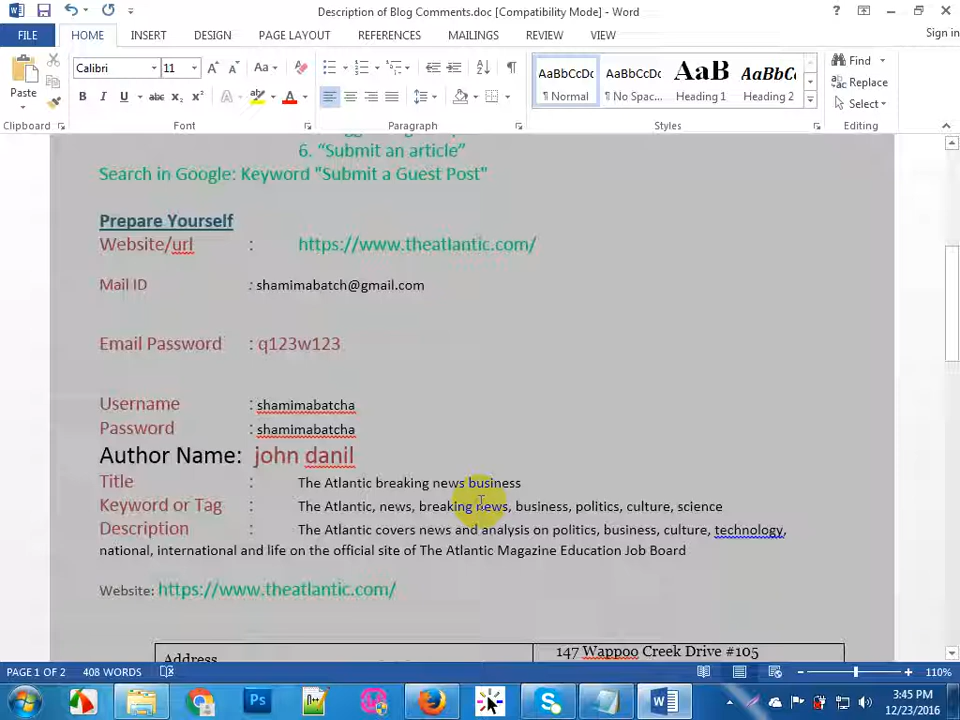 Description of Blog Comments.doc [Compatibility Mode] - Word
Sign in
FILE HOME INSERT DESIGN PAGE LAYOUT REFERENCES MAILINGS REVIEW VIEW
Calibri 11
Paste
AaBbCcDc AaBbCcDc AaB AaBbCc
¶ Normal ¶ No Spac... Heading 1 Heading 2
Find
Replace
Select
Clipboard Font Paragraph Styles Editing
6. “Submit an article”
Search in Google: Keyword "Submit a Guest Post"
Prepare Yourself
Website/url : https://www.theatlantic.com/
Mail ID : shamimabatch@gmail.com
Email Password : q123w123
Username : shamimabatcha
Password : shamimabatcha
Author Name: john danil
Title : The Atlantic breaking news business
Keyword or Tag : The Atlantic, news, breaking news, business, politics, culture, science
Description : The Atlantic covers news and analysis on politics, business, culture, technology,
national, international and life on the official site of The Atlantic Magazine Education Job Board
Website: https://www.theatlantic.com/
Address 147 Wappoo Creek Drive #105
PAGE 1 OF 2 408 WORDS 110%
3:45 PM
12/23/2016